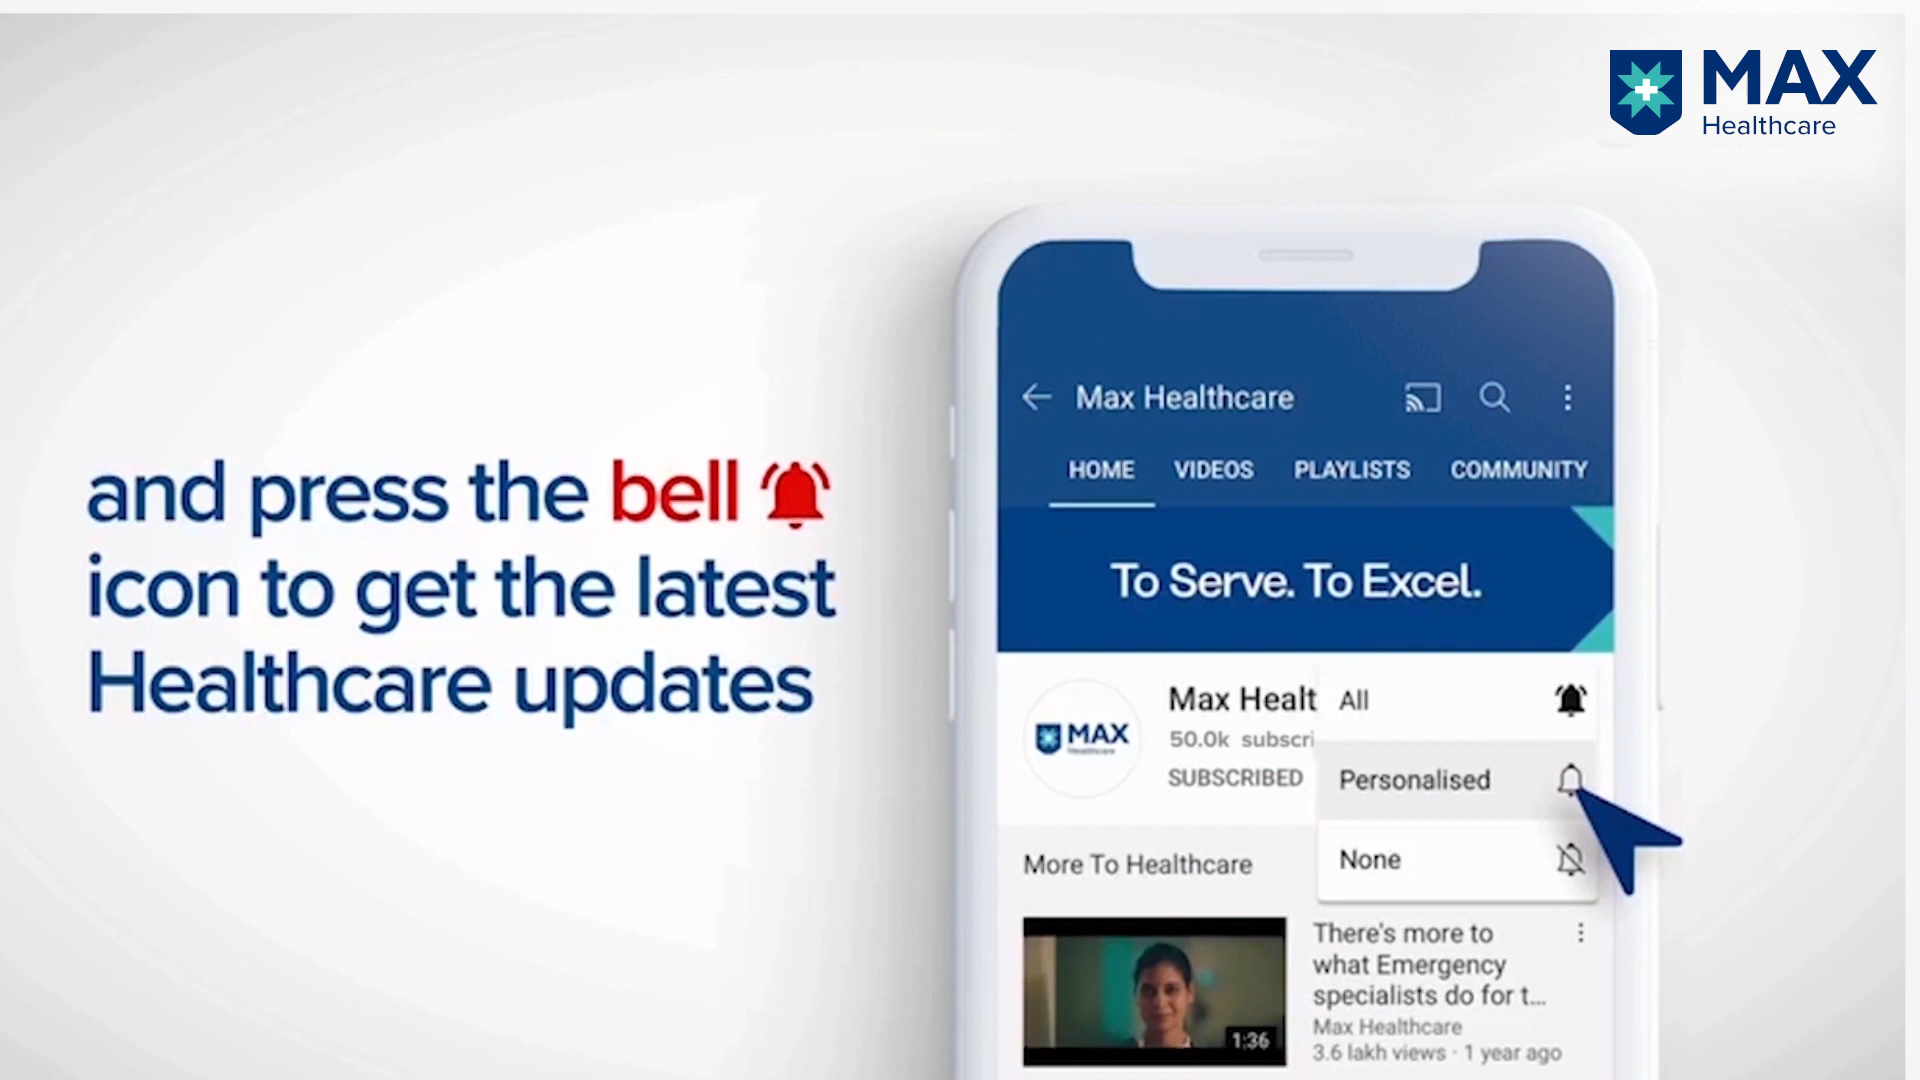 MAX
Healthcare
and press the bell
icon to get the latest
Healthcare updates
Max Healthcare
HOME VIDEOS PLAYLISTS COMMUNITY
To Serve. To Excel.
MAX
Healthcare
Max Healt
50.0k subscri
SUBSCRIBED
All
Personalised
None
More To Healthcare
1:36
There's more to
what Emergency
specialists do for t...
Max Healthcare
3.6 lakh views · 1 year ago